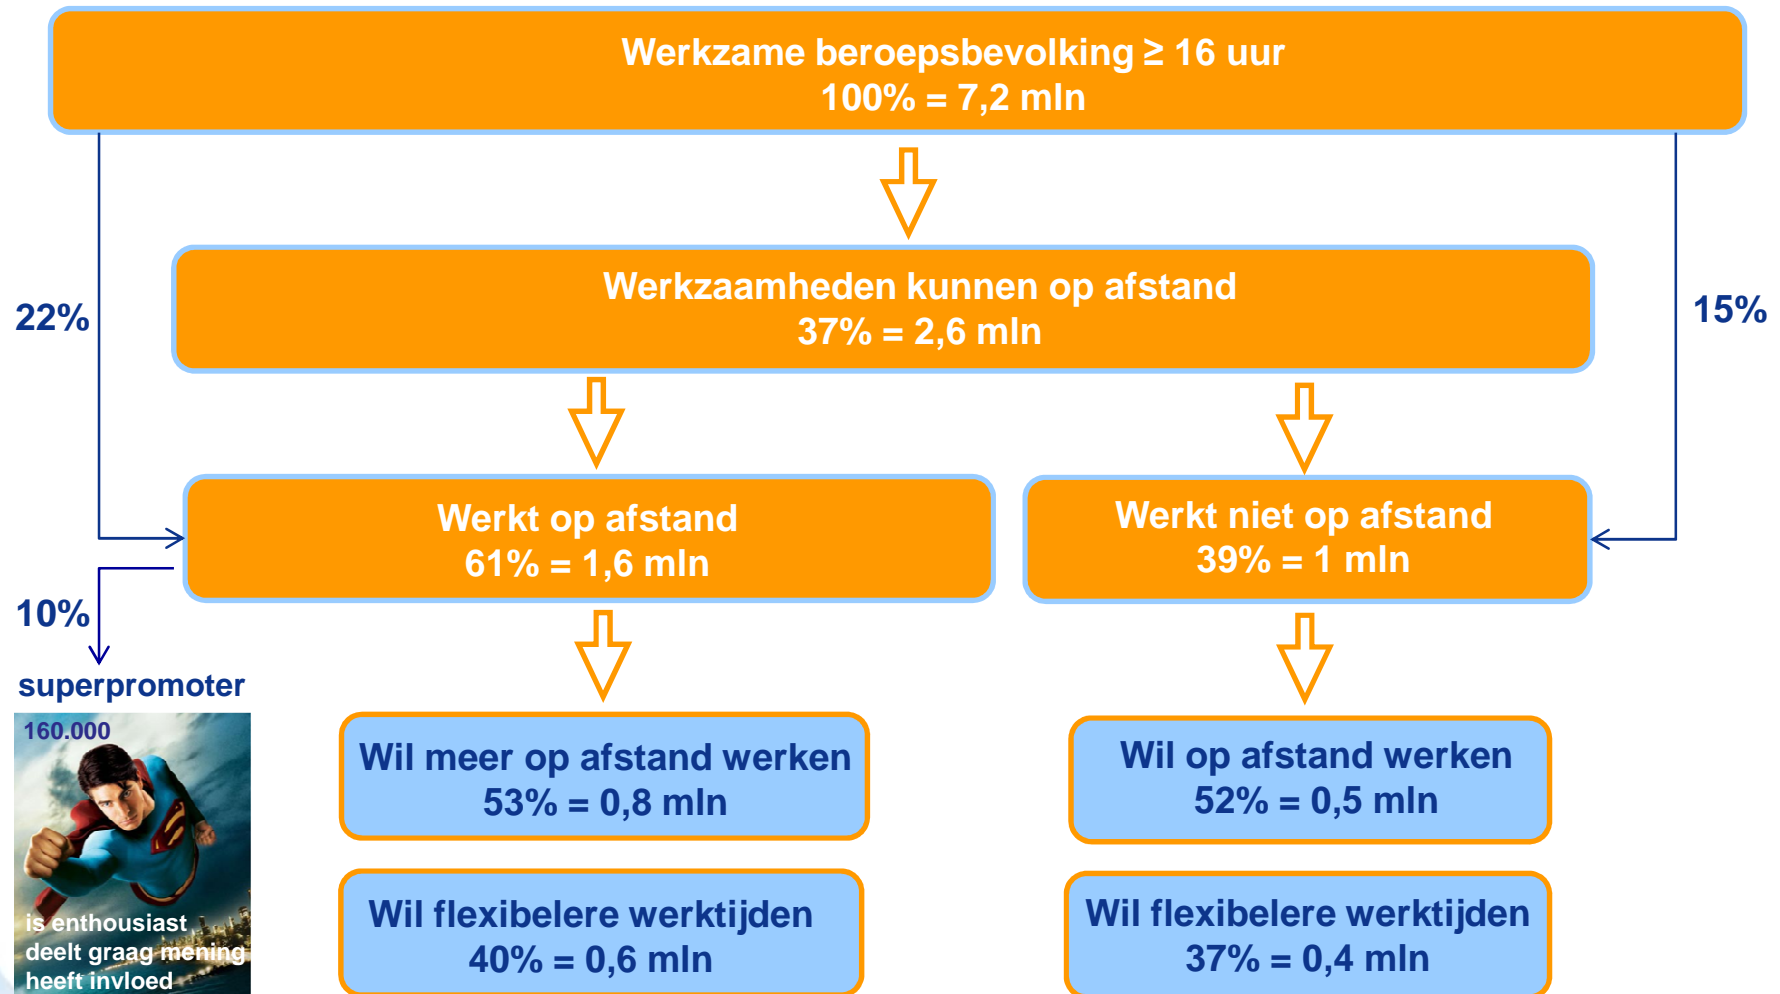 Werkzame beroepsbevolking ≥ 16 uur
100% = 7,2 mln
22%
15%
Werkzaamheden kunnen op afstand
37% = 2,6 mln
Werkt op afstand
61% = 1,6 mln
Werkt niet op afstand
39% = 1 mln
10%
superpromoter
160.000
is enthousiast
deelt graag mening
heeft invloed
Wil meer op afstand werken
53% = 0,8 mln
Wil op afstand werken
52% = 0,5 mln
Wil flexibelere werktijden
40% = 0,6 mln
Wil flexibelere werktijden
37% = 0,4 mln